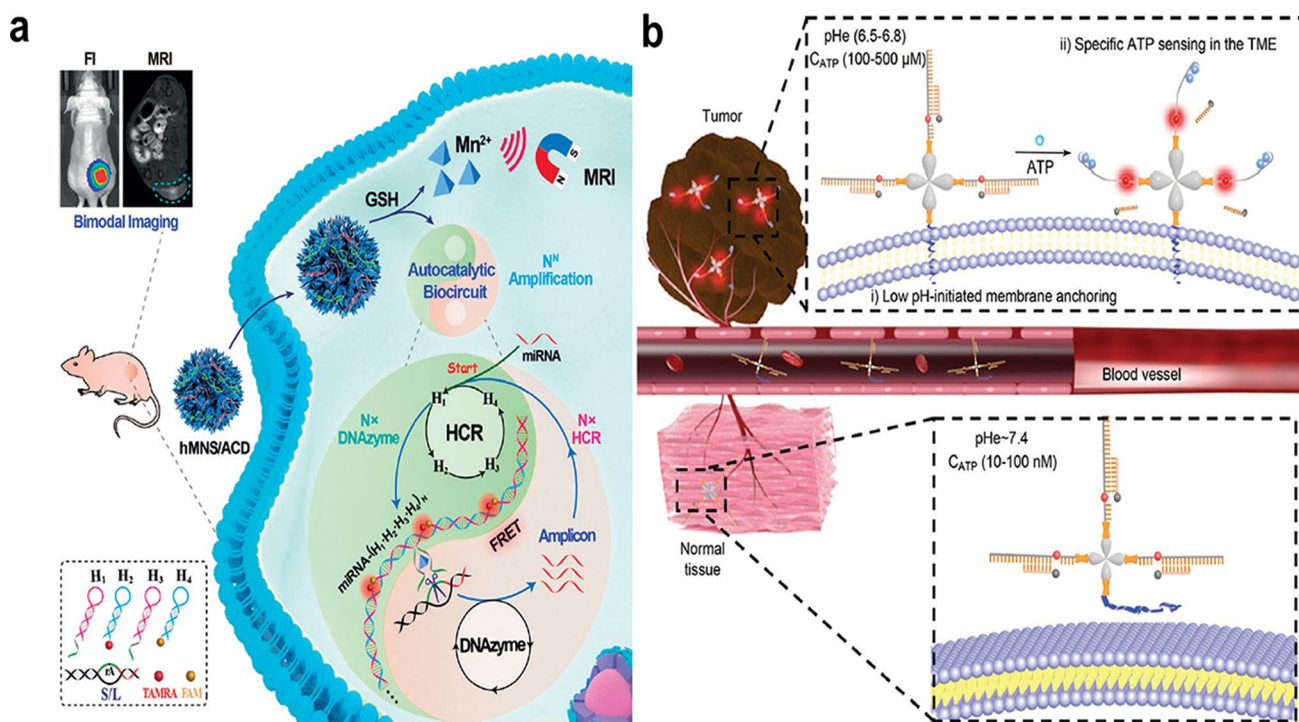 a
FI MRI
Bimodal Imaging
Mn²⁺
MRI
N
S
GSH
Autocatalytic
Biocircuit
Nᴺ
Amplification
hMNS/ACD
miRNA
Start
N×
DNAzyme
H₁ H₄
HCR
H₂ H₃
N×
HCR
miRNA-(H₁·H₂·H₃·H₄)ₙ
FRET
Amplicon
DNAzyme
H₁ H₂ H₃ H₄
rA
S/L TAMRA FAM
b
pHe (6.5-6.8)
C_ATP (100-500 μM)
ii) Specific ATP sensing in the TME
Tumor
ATP
i) Low pH-initiated membrane anchoring
Blood vessel
Normal
tissue
pHe~7.4
C_ATP (10-100 nM)